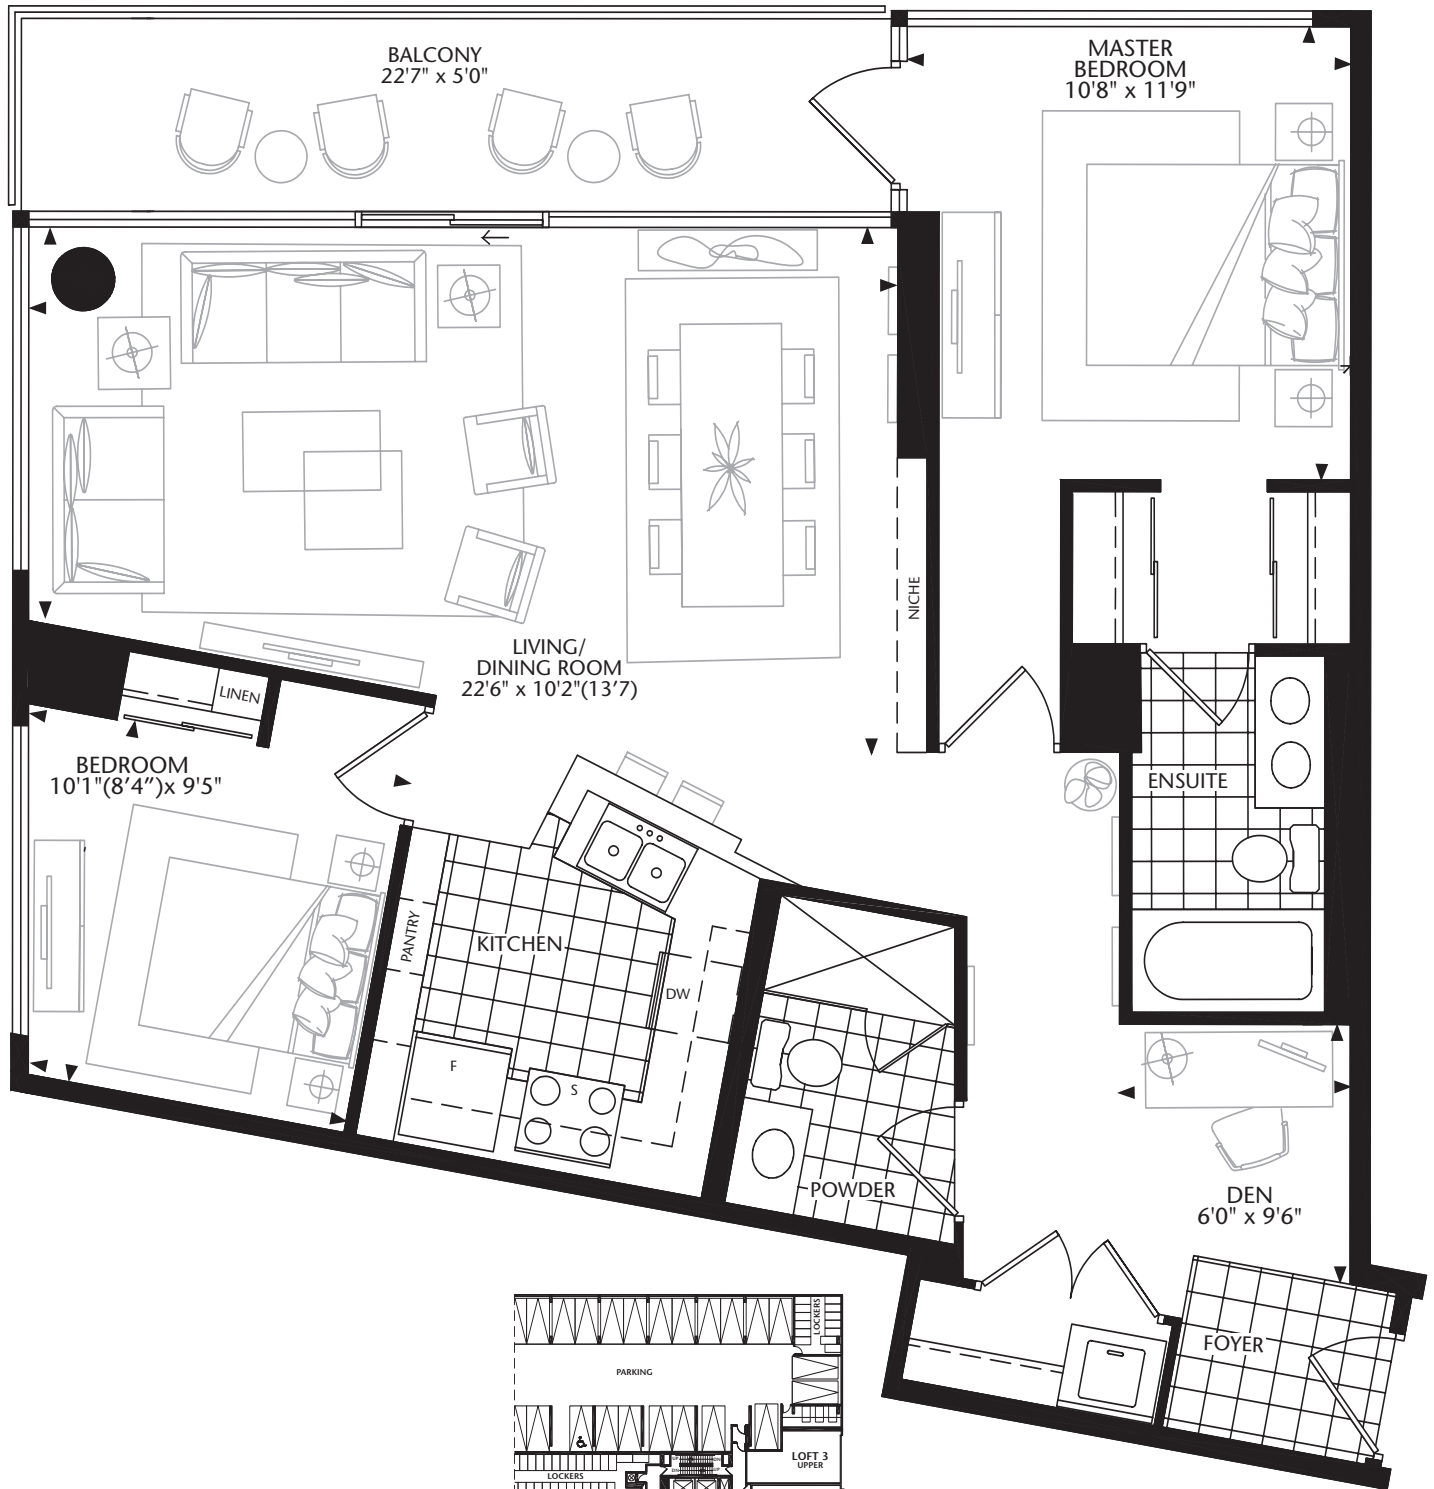 BALCONY
22'7" x 5'0"
MASTER
BEDROOM
10'8" x 11'9"
NICHE
LIVING/
DINING ROOM
22'6" x 10'2"(13'7)
LINEN
BEDROOM
10'1"(8'4")x 9'5"
ENSUITE
PANTRY
KITCHEN
DW
F
S
POWDER
DEN
6'0" x 9'6"
FOYER
LOCKERS
PARKING
LOFT 3
UPPER
LOCKERS